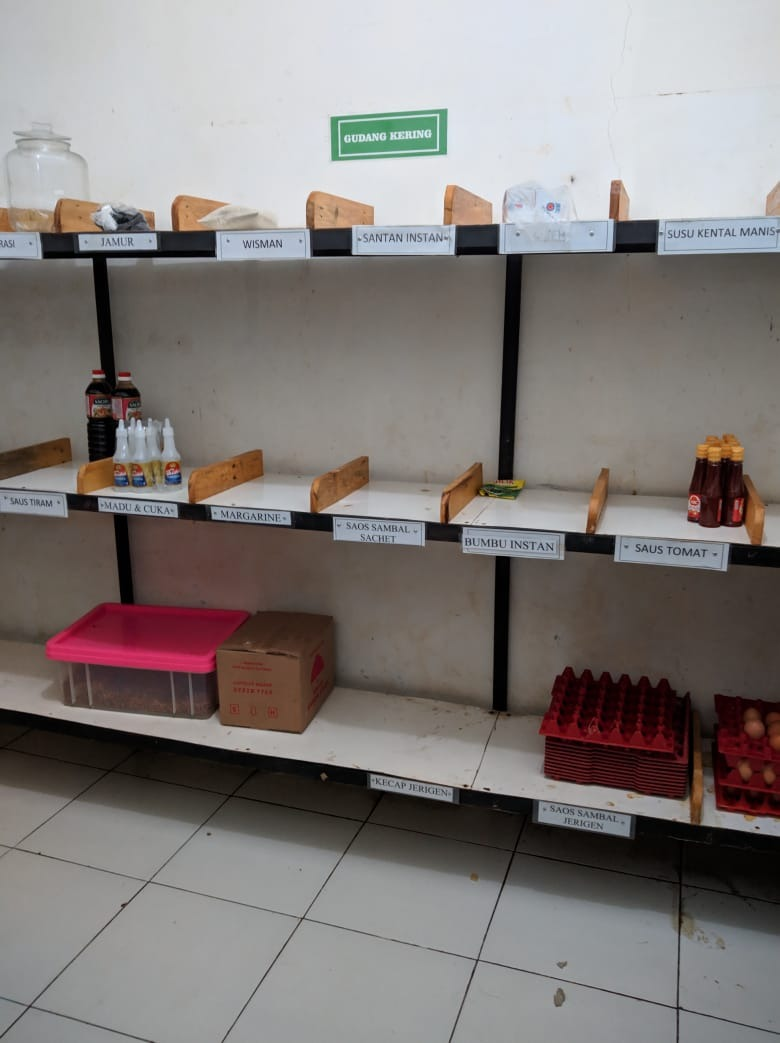 GUDANG KERING
RASI
JAMUR
WISMAN
SANTAN INSTAN
SUSU KENTAL MANIS
SAUS TIRAM
MADU & CUKA
MARGARINE
SAOS SAMBAL
SACHET
BUMBU INSTAN
SAUS TOMAT
KECAP JERIGEN
SAOS SAMBAL
JERIGEN